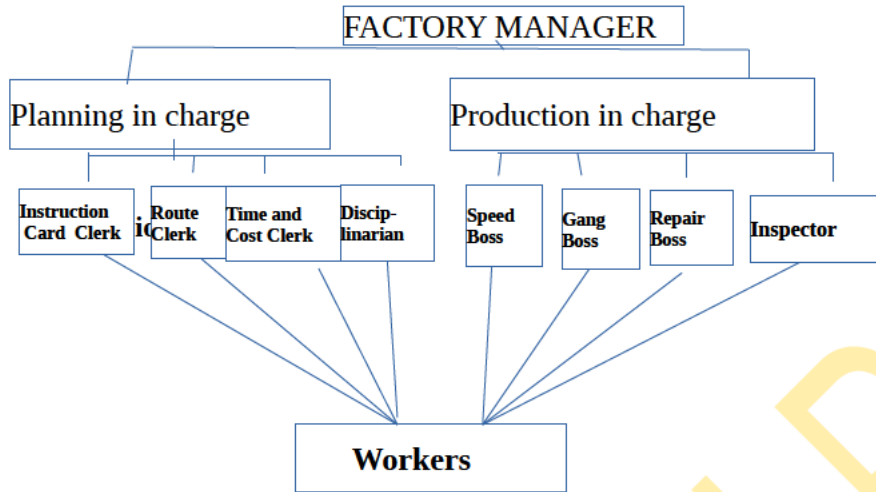 FACTORY MANAGER
Planning in charge
Production in charge
Instruction
Card Clerk
Route
Clerk
Time and
Cost Clerk
Discip-
linarian
Speed
Boss
Gang
Boss
Repair
Boss
Inspector
Workers